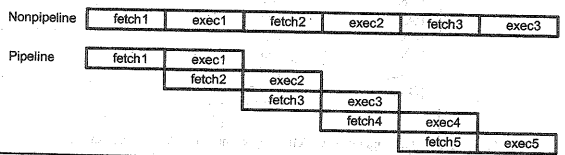 Nonpipeline fetch1 exec1 fetch2 exec2 fetch3 exec3
Pipeline fetch1 exec1
fetch2 exec2
fetch3 exec3
fetch4 exec4
fetch5 exec5